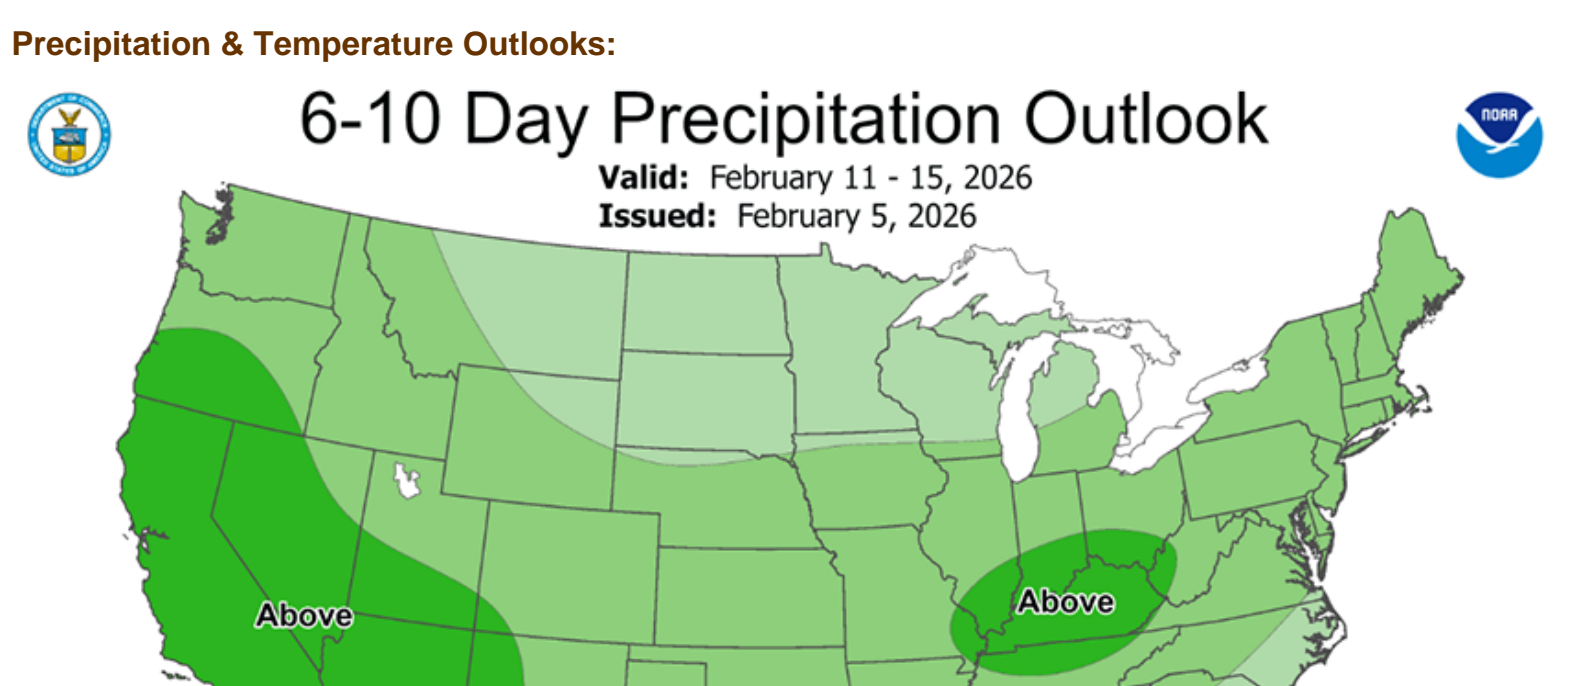 Precipitation & Temperature Outlooks:
6-10 Day Precipitation Outlook
NOAA
Valid: February 11 - 15, 2026
Issued: February 5, 2026
Above
Above